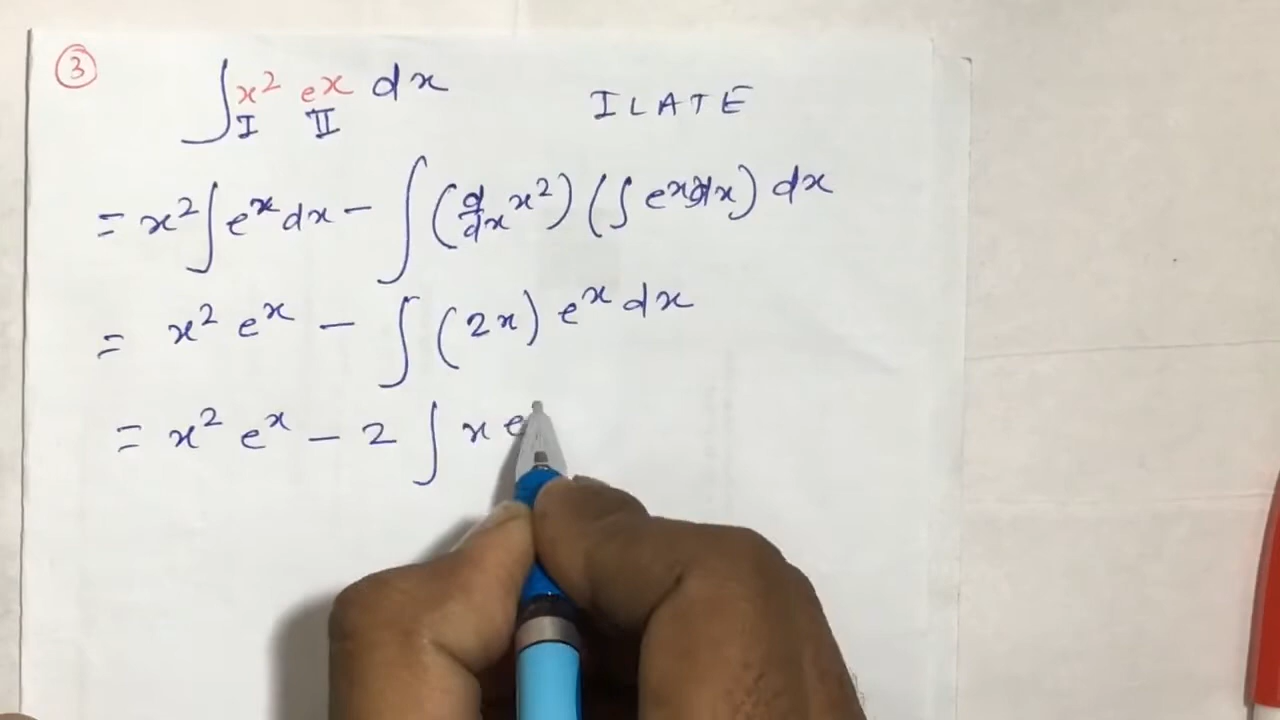 ③
∫ x² eˣ dx ILATE
I II
= x² ∫ eˣ dx - ∫ (d/dx x²) (∫ eˣ dx) dx
= x² eˣ - ∫ (2x) eˣ dx
= x² eˣ - 2 ∫ x e